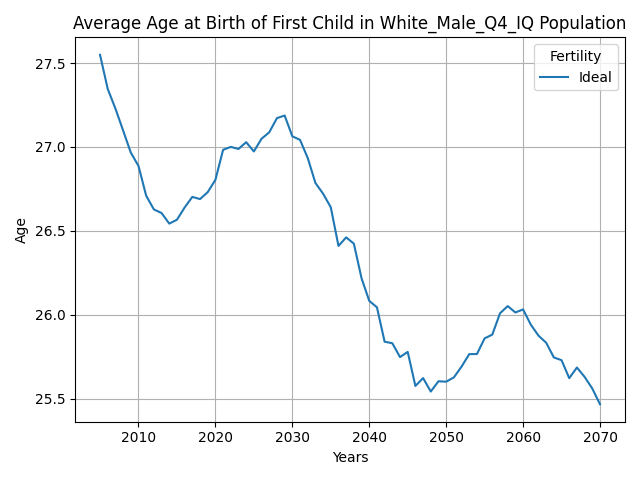 Average Age at Birth of First Child in White_Male_Q4_IQ Population
Fertility
Ideal
27.5
27.0
26.5
26.0
25.5
Age
2010 2020 2030 2040 2050 2060 2070
Years